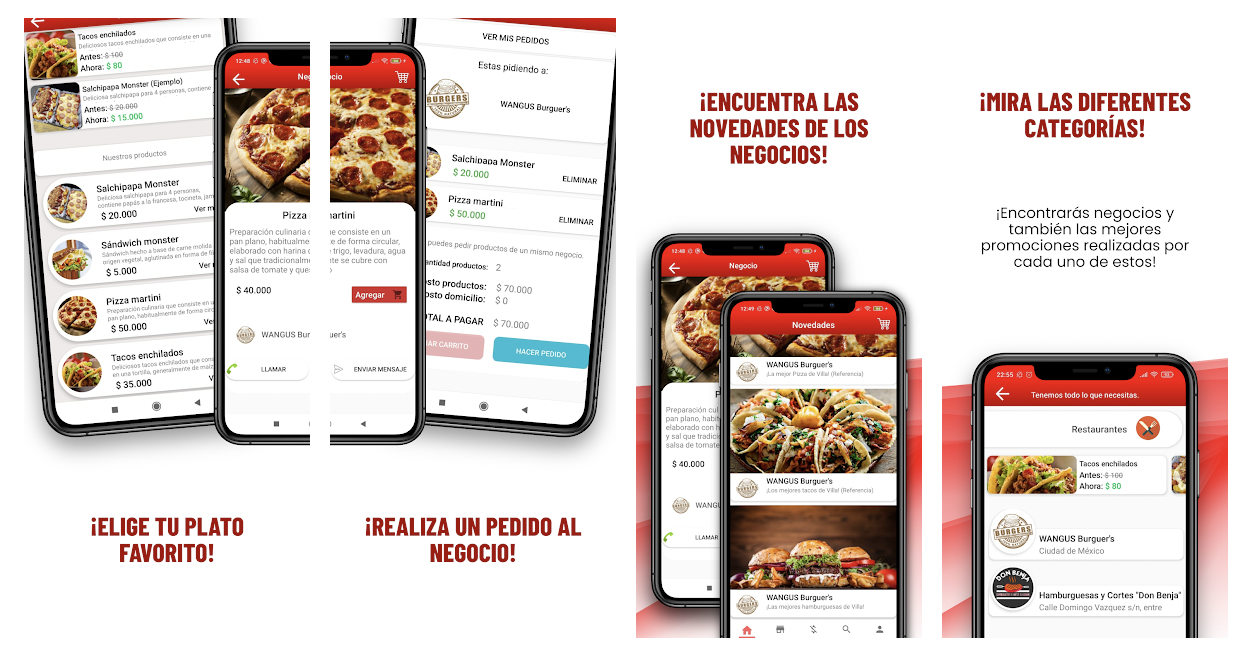 Tacos enchilados
Deliciosos tacos enchilados que consiste en una
Antes: $ 100
Ahora: $ 80
Salchipapa Monster (Ejemplo)
Deliciosa salchipapa para 4 personas, contiene
Antes: $ 20.000
Ahora: $ 15.000
Nuestros productos
Salchipapa Monster
Deliciosa salchipapa para 4 personas,
contiene papás a la francesa, tocineta, jam
$ 20.000
Ver m
Sándwich monster
Sándwich hecho a base de carne molida
origen vegetal, aglutinada en forma de fi
$ 5.000
Ver
Pizza martini
Preparación culinaria que consiste en un
pan plano, habitualmente de forma circ
$ 50.000
Ve
Tacos enchilados
Deliciosos tacos enchilados que cons
en una tortilla, generalmente de maíz
$ 35.000
12:48
Negocio
Pizza martini
Preparación culinaria que consiste en un
pan plano, habitualmente de forma circular,
elaborado con harina de trigo, levadura, agua
y sal que tradicionalmente se cubre con
salsa de tomate y queso
$ 40.000
Agregar
WANGUS Burguer's
LLAMAR
ENVIAR MENSAJE
VER MIS PEDIDOS
Estas pidiendo a:
BURGERS
WANGUS Burguer's
Salchipapa Monster
$ 20.000
ELIMINAR
Pizza martini
$ 50.000
ELIMINAR
puedes pedir productos de un mismo negocio.
antidad productos: 2
osto productos: $ 70.000
osto domicilio: $ 0
OTAL A PAGAR $ 70.000
AR CARRITO
HACER PEDIDO
¡ELIGE TU PLATO
FAVORITO!
¡REALIZA UN PEDIDO AL
NEGOCIO!
¡ENCUENTRA LAS
NOVEDADES DE LOS
NEGOCIOS!
12:48
Negocio
P
Preparación culi
pan plano, habit
elaborado con h
y sal que tradici
salsa de tomate
$ 40.000
WANG
LLAMAR
12:49
Novedades
WANGUS Burguer's
¡La mejor Pizza de Villa! (Referencia)
WANGUS Burguer's
¡Los mejores tacos de Villa! (Referencia)
WANGUS Burguer's
¡Las mejores hamburguesas de Villa!
¡MIRA LAS DIFERENTES
CATEGORÍAS!
¡Encontrarás negocios y
también las mejores
promociones realizadas por
cada uno de estos!
22:55
Tenemos todo lo que necesitas.
Restaurantes
Tacos enchilados
Antes: $ 100
Ahora: $ 80
BURGERS
WANGUS Burguer's
Ciudad de México
DON BENJA
Hamburguesas y Cortes "Don Benja"
Calle Domingo Vazquez s/n, entre